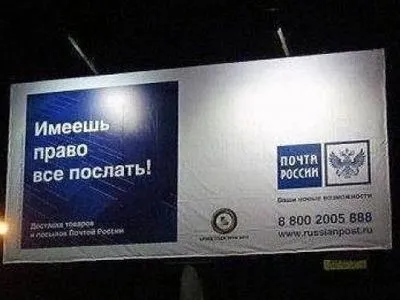 Имеешь
право
все послать!
Доставка товаров
и посылок Почтой России
ПОЧТА
РОССИИ
Ваши новые возможности
8 800 2005 888
www.russianpost.ru